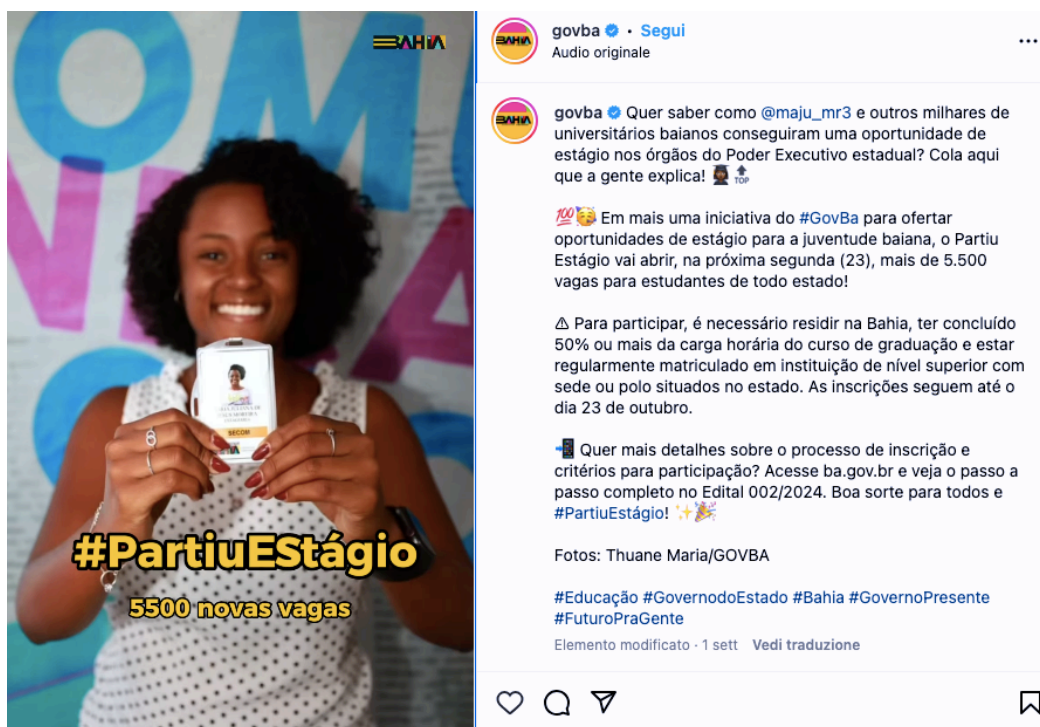 BAHIA
#PartiuEStágio
5500 novas vagas
SECOM
govba • Segui
Audio originale
govba Quer saber como @maju_mr3 e outros milhares de
universitários baianos conseguiram uma oportunidade de
estágio nos órgãos do Poder Executivo estadual? Cola aqui
que a gente explica! 👩🏾‍🎓🔝
💯🥳 Em mais uma iniciativa do #GovBa para ofertar
oportunidades de estágio para a juventude baiana, o Partiu
Estágio vai abrir, na próxima segunda (23), mais de 5.500
vagas para estudantes de todo estado!
⚠ Para participar, é necessário residir na Bahia, ter concluído
50% ou mais da carga horária do curso de graduação e estar
regularmente matriculado em instituição de nível superior com
sede ou polo situados no estado. As inscrições seguem até o
dia 23 de outubro.
📲 Quer mais detalhes sobre o processo de inscrição e
critérios para participação? Acesse ba.gov.br e veja o passo a
passo completo no Edital 002/2024. Boa sorte para todos e
#PartiuEstágio! ✨🎉
Fotos: Thuane Maria/GOVBA
#Educação #GovernodoEstado #Bahia #GovernoPresente
#FuturoPraGente
Elemento modificato · 1 sett Vedi traduzione